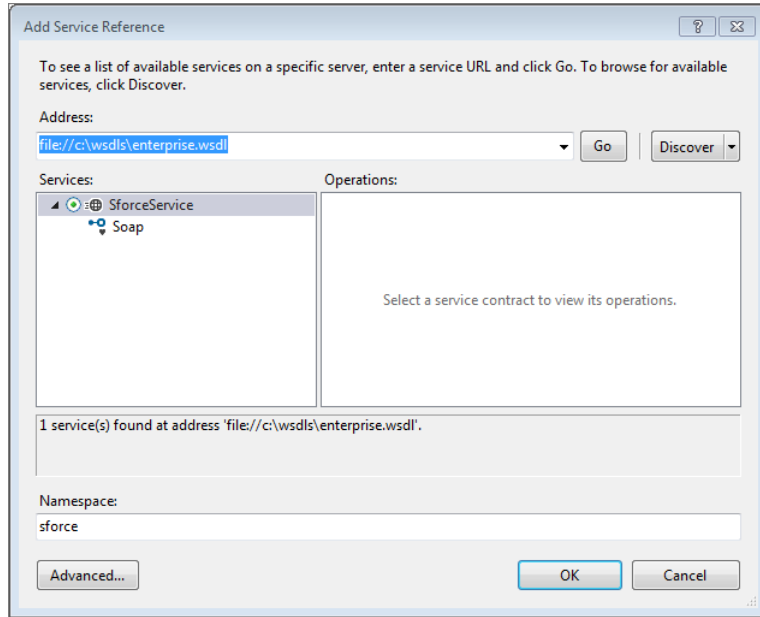 Add Service Reference
To see a list of available services on a specific server, enter a service URL and click Go. To browse for available
services, click Discover.
Address:
file://c:\wsdls\enterprise.wsdl
Go
Discover
Services:
Operations:
SforceService
Soap
Select a service contract to view its operations.
1 service(s) found at address 'file://c:\wsdls\enterprise.wsdl'.
Namespace:
sforce
Advanced...
OK
Cancel